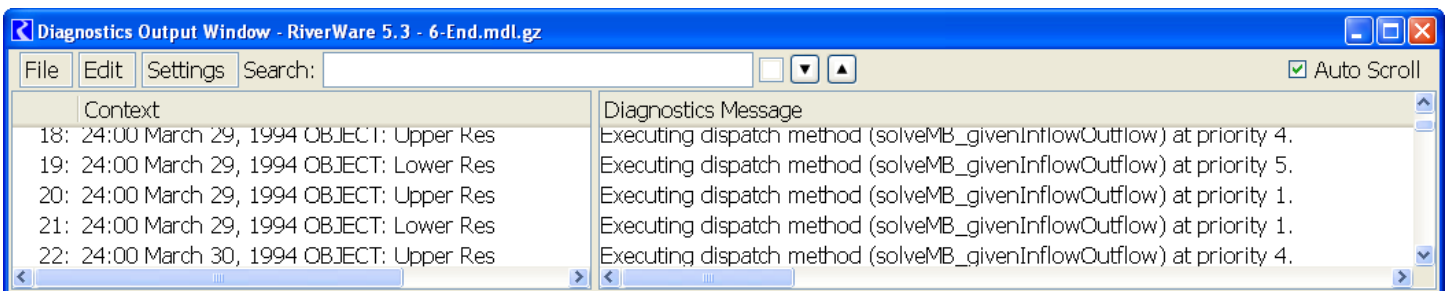 Diagnostics Output Window - RiverWare 5.3 - 6-End.mdl.gz
File Edit Settings Search: Auto Scroll
Context Diagnostics Message
18: 24:00 March 29, 1994 OBJECT: Upper Res Executing dispatch method (solveMB_givenInflowOutflow) at priority 4.
19: 24:00 March 29, 1994 OBJECT: Lower Res Executing dispatch method (solveMB_givenInflowOutflow) at priority 5.
20: 24:00 March 29, 1994 OBJECT: Upper Res Executing dispatch method (solveMB_givenInflowOutflow) at priority 1.
21: 24:00 March 29, 1994 OBJECT: Lower Res Executing dispatch method (solveMB_givenInflowOutflow) at priority 1.
22: 24:00 March 30, 1994 OBJECT: Upper Res Executing dispatch method (solveMB_givenInflowOutflow) at priority 4.